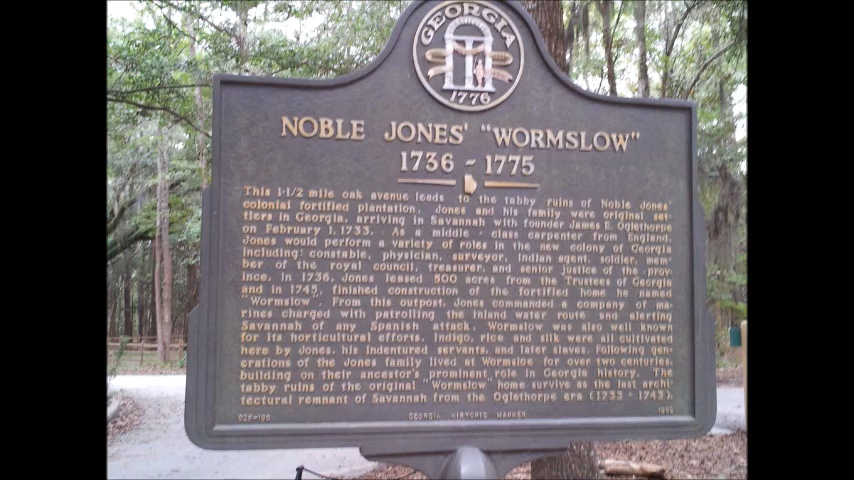 GEORGIA
1776
NOBLE JONES' "WORMSLOW"
1736 - 1775
This 1-1/2 mile oak avenue leads to the tabby ruins of Noble Jones'
colonial fortified plantation. Jones and his family were original set-
tlers in Georgia, arriving in Savannah with founder James E. Oglethorpe
on February 1, 1733. As a middle-class carpenter from England,
Jones would perform a variety of roles in the new colony of Georgia
including: constable, physician, surveyor, Indian agent, soldier, mem-
ber of the royal council, treasurer, and senior justice of the prov-
ince. In 1736, Jones leased 500 acres from the Trustees of Georgia
and in 1745, finished construction of the fortified home he named
"Wormslow". From this outpost, Jones commanded a company of ma-
rines charged with patrolling the inland water route and alerting
Savannah of any Spanish attack. Wormslow was also well known
for its horticultural efforts. Indigo, rice and silk were all cultivated
here by Jones, his indentured servants, and later slaves. Following gen-
erations of the Jones family lived at Wormsloe for over two centuries,
building on their ancestor's prominent role in Georgia history. The
tabby ruins of the original "Wormslow" home survive as the last archi-
tectural remnant of Savannah from the Oglethorpe era (1733 - 1743).
GEORGIA HISTORIC MARKER